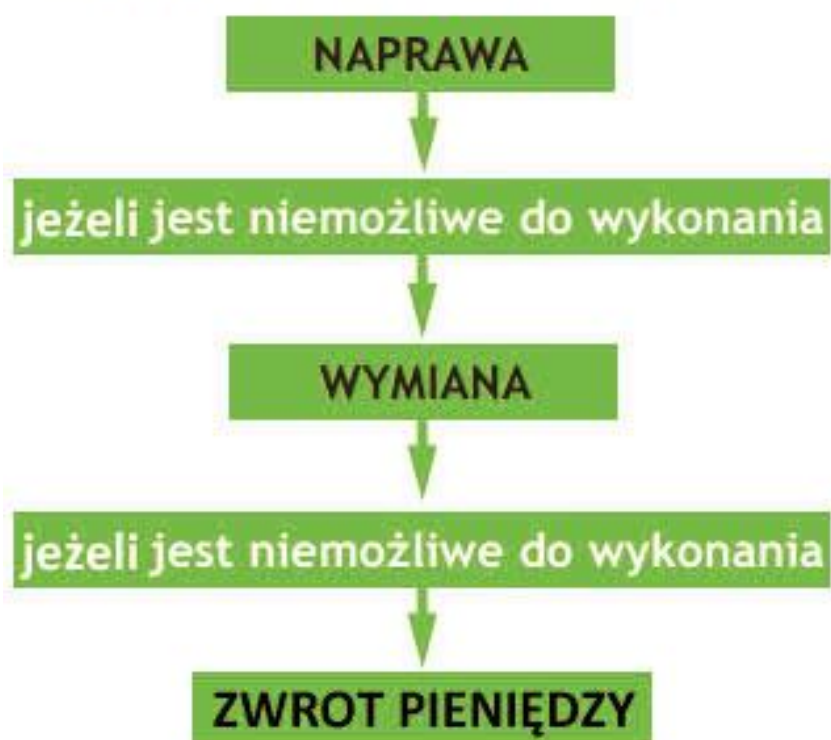 NAPRAWA
jeżeli jest niemożliwe do wykonania
WYMIANA
jeżeli jest niemożliwe do wykonania
ZWROT PIENIĘDZY